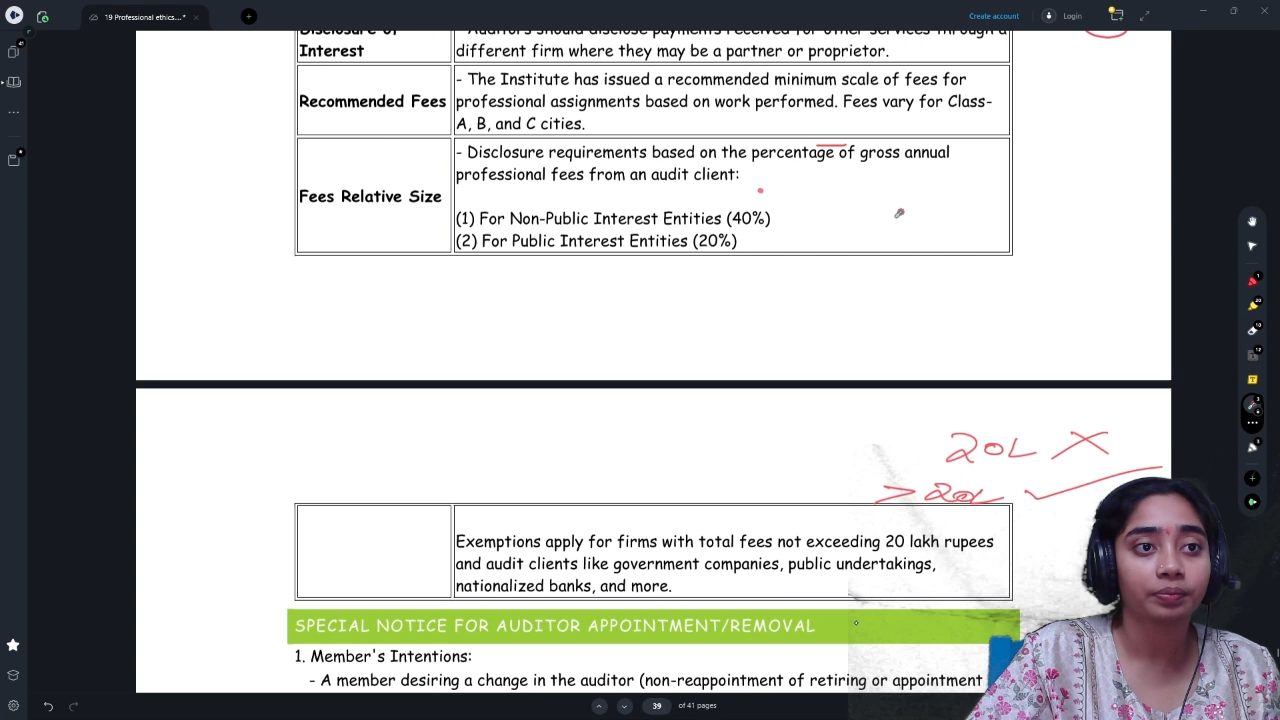 19 Professional ethics....*
Create account
Login
Disclosure of
Interest
- Auditors should disclose payments received for other services through a
different firm where they may be a partner or proprietor.
Recommended Fees
- The Institute has issued a recommended minimum scale of fees for
professional assignments based on work performed. Fees vary for Class-
A, B, and C cities.
Fees Relative Size
- Disclosure requirements based on the percentage of gross annual
professional fees from an audit client:
(1) For Non-Public Interest Entities (40%)
(2) For Public Interest Entities (20%)
20L X
> 20L ✓
Exemptions apply for firms with total fees not exceeding 20 lakh rupees
and audit clients like government companies, public undertakings,
nationalized banks, and more.
SPECIAL NOTICE FOR AUDITOR APPOINTMENT/REMOVAL
1. Member's Intentions:
- A member desiring a change in the auditor (non-reappointment of retiring or appointment
39
of 41 pages